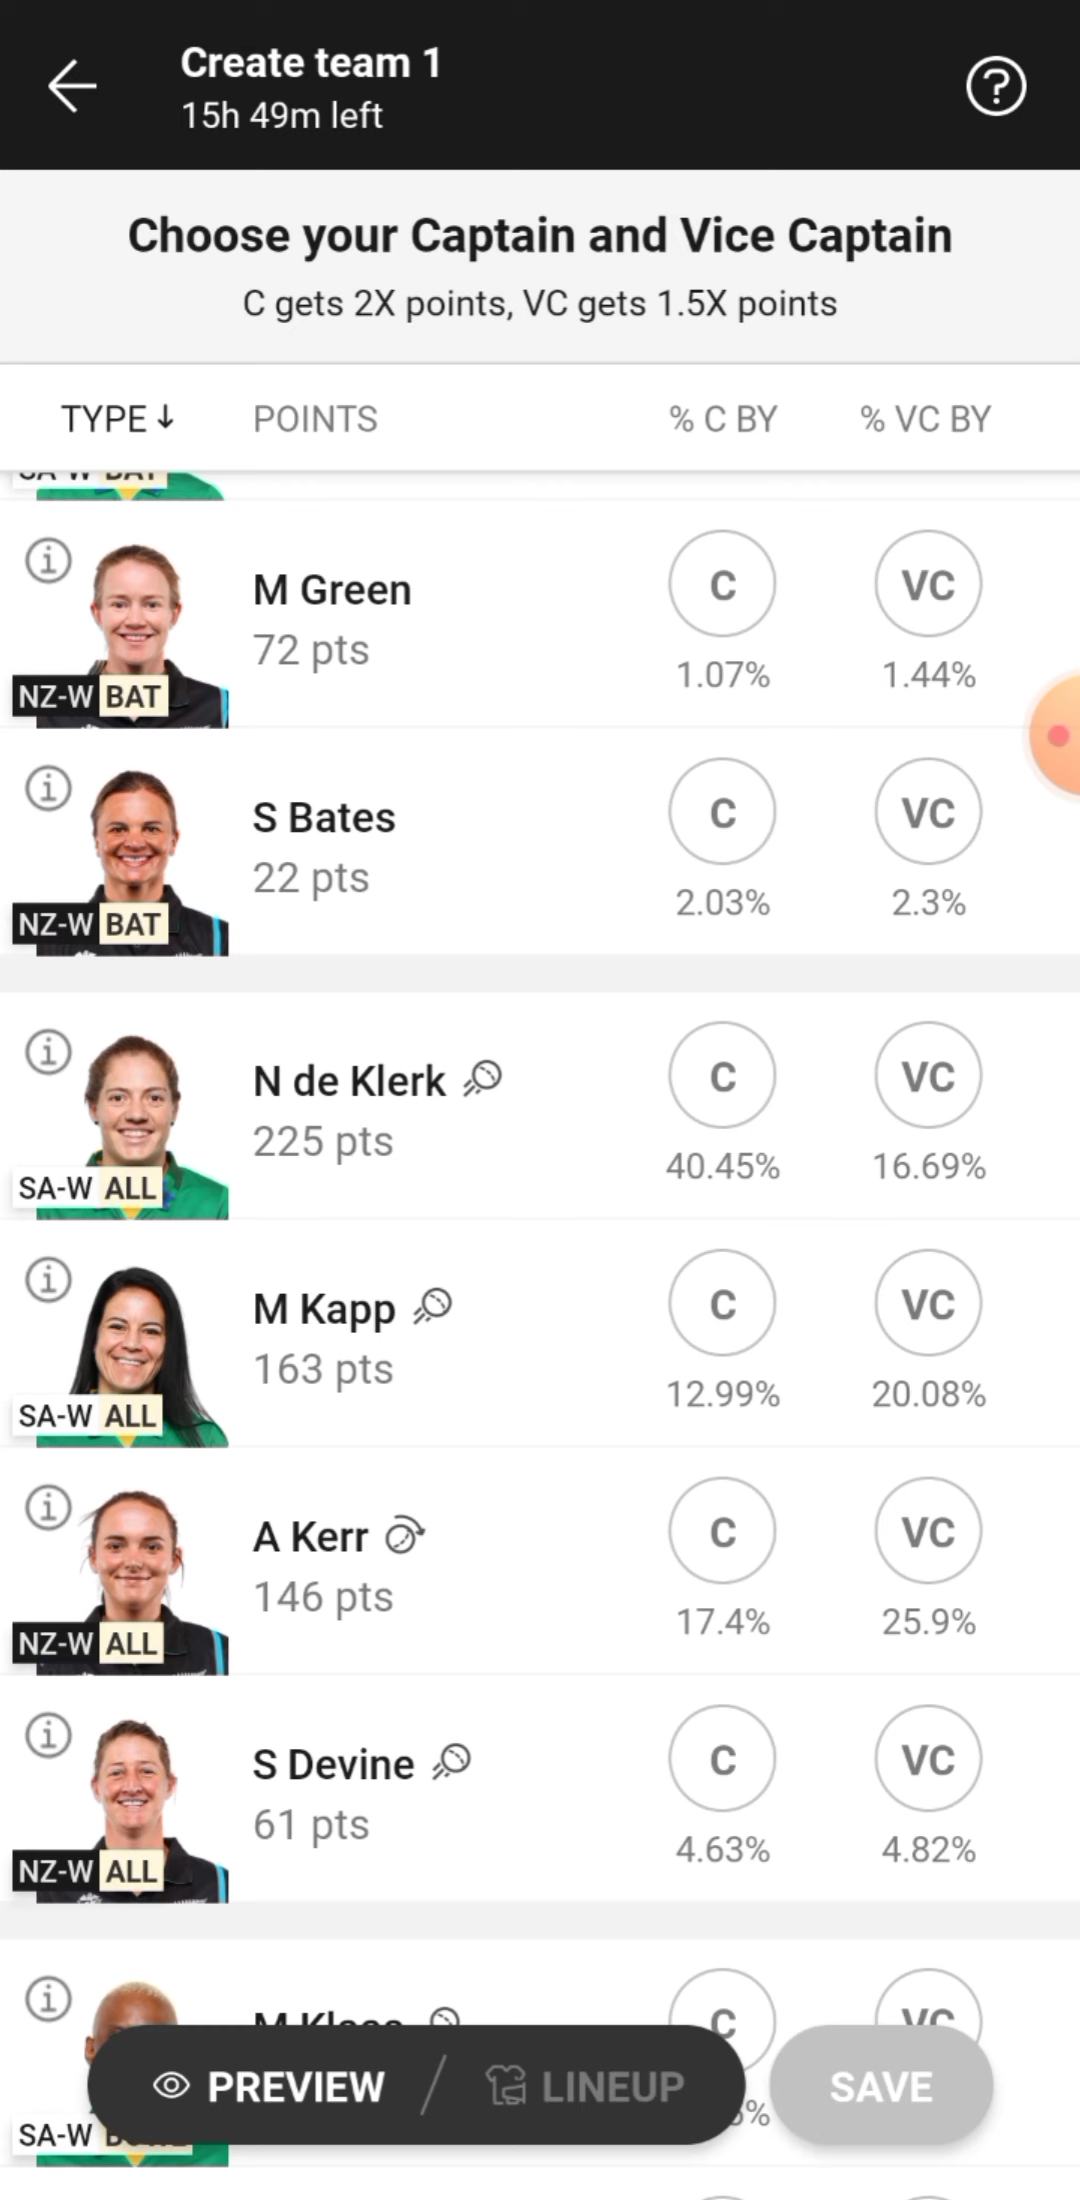 Create team 1
15h 49m left
Choose your Captain and Vice Captain
C gets 2X points, VC gets 1.5X points
TYPE↓ POINTS % C BY % VC BY
SA-W BAT
M Green C VC
72 pts 1.07% 1.44%
NZ-W BAT
S Bates C VC
22 pts 2.03% 2.3%
NZ-W BAT
N de Klerk C VC
225 pts 40.45% 16.69%
SA-W ALL
M Kapp C VC
163 pts 12.99% 20.08%
SA-W ALL
A Kerr C VC
146 pts 17.4% 25.9%
NZ-W ALL
S Devine C VC
61 pts 4.63% 4.82%
NZ-W ALL
C VC
PREVIEW / LINEUP SAVE
SA-W